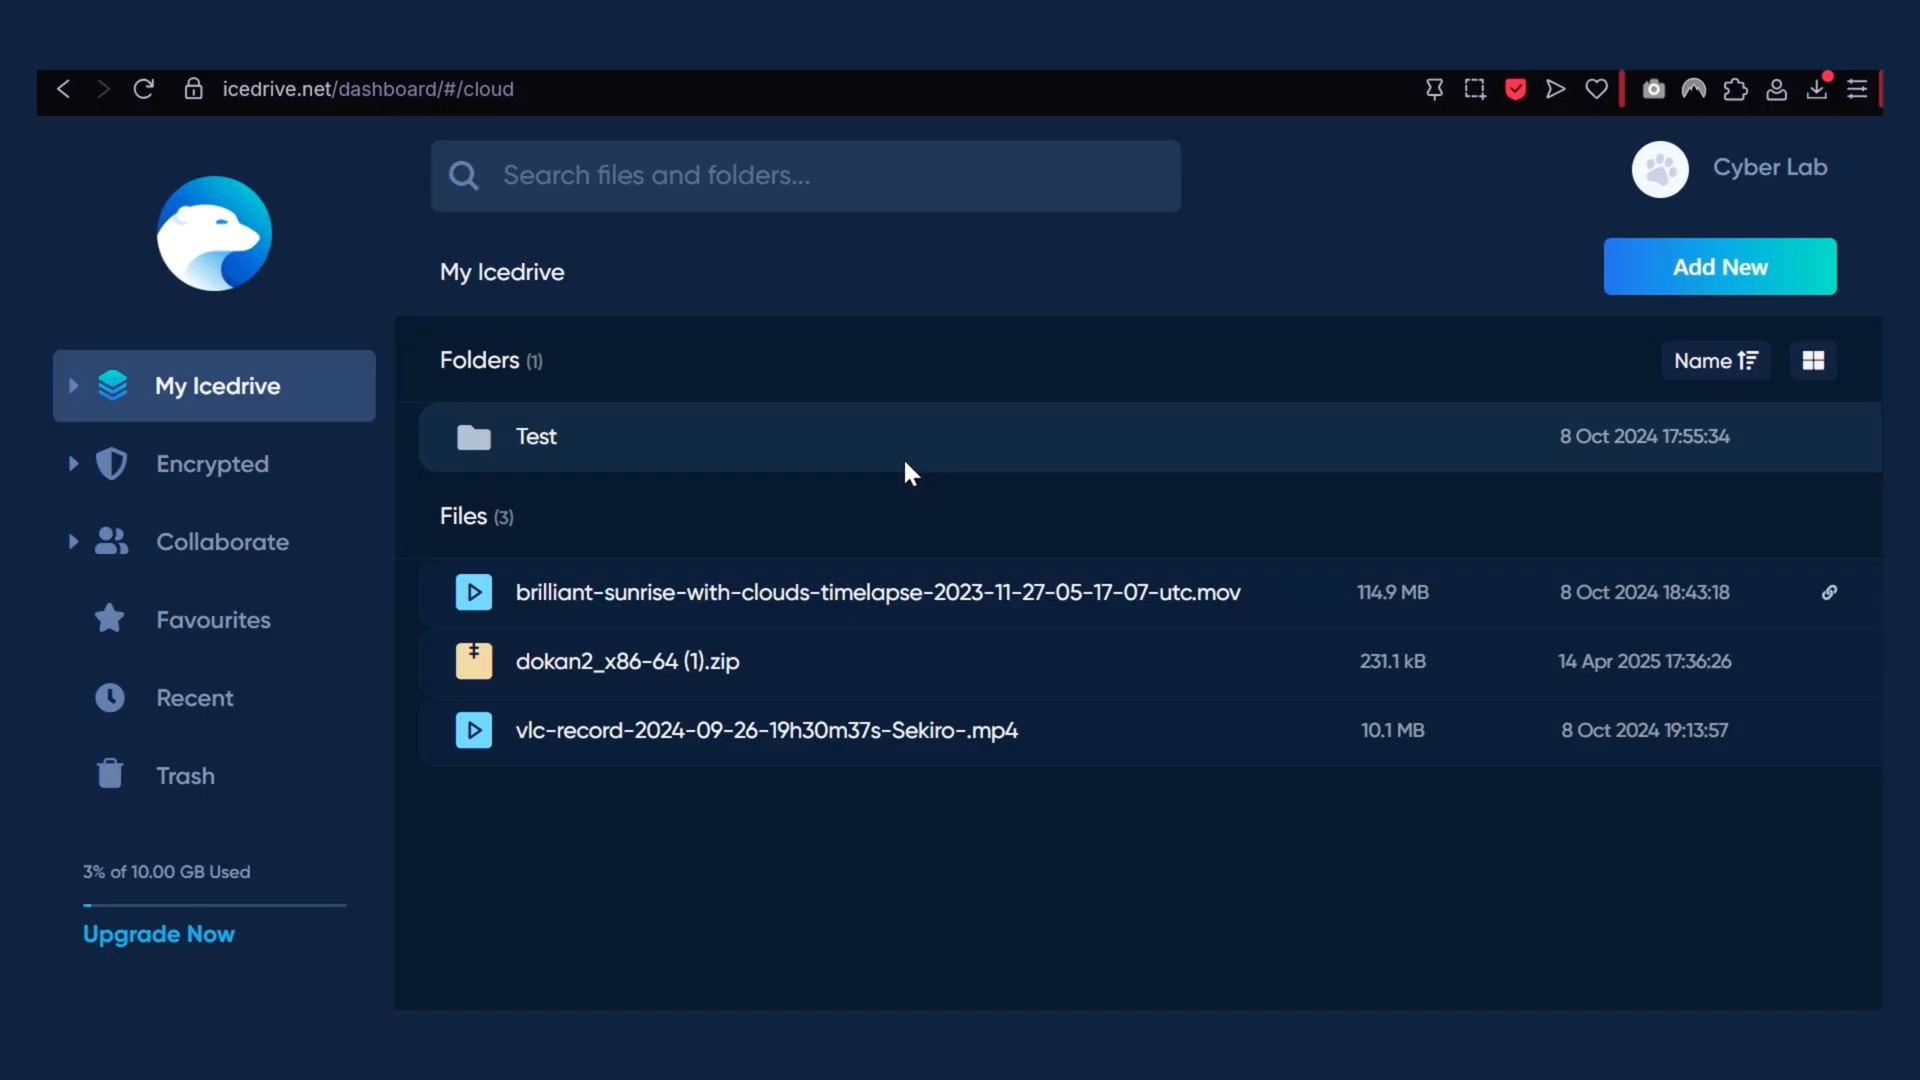 icedrive.net/dashboard/#/cloud
Search files and folders...
Cyber Lab
My Icedrive
Add New
Folders (1)
Name
My Icedrive
Test 8 Oct 2024 17:55:34
Encrypted
Files (3)
Collaborate
brilliant-sunrise-with-clouds-timelapse-2023-11-27-05-17-07-utc.mov 114.9 MB 8 Oct 2024 18:43:18
Favourites
dokan2_x86-64 (1).zip 231.1 kB 14 Apr 2025 17:36:26
Recent
vlc-record-2024-09-26-19h30m37s-Sekiro-.mp4 10.1 MB 8 Oct 2024 19:13:57
Trash
3% of 10.00 GB Used
Upgrade Now